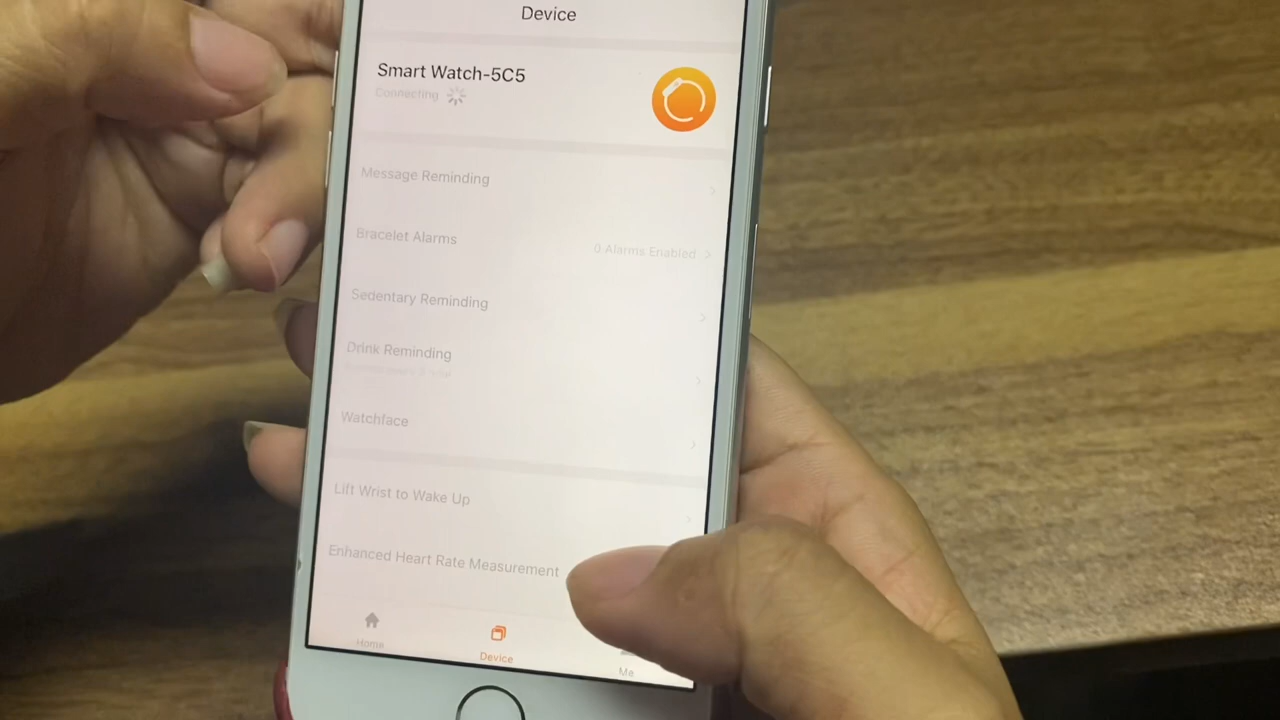 Device
Smart Watch-5C5
Connecting
Message Reminding
Bracelet Alarms
0 Alarms Enabled
Sedentary Reminding
Drink Reminding
Watchface
Lift Wrist to Wake Up
Enhanced Heart Rate Measurement
Home
Device
Me